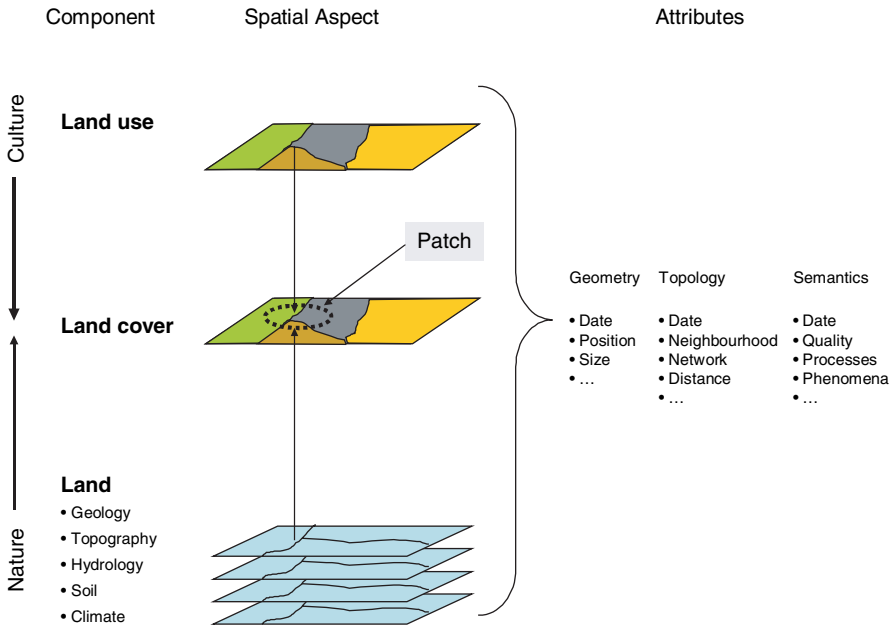 Component Spatial Aspect Attributes
Culture
Land use
Patch
Land cover
Geometry Topology Semantics
• Date • Date • Date
• Position • Neighbourhood • Quality
• Size • Network • Processes
• … • Distance • Phenomena
• … • …
Land
• Geology
• Topography
• Hydrology
• Soil
• Climate
Nature